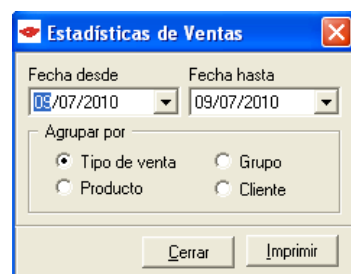 Estadísticas de Ventas
Fecha desde Fecha hasta
09/07/2010 09/07/2010
Agrupar por
Tipo de venta Grupo
Producto Cliente
Cerrar Imprimir